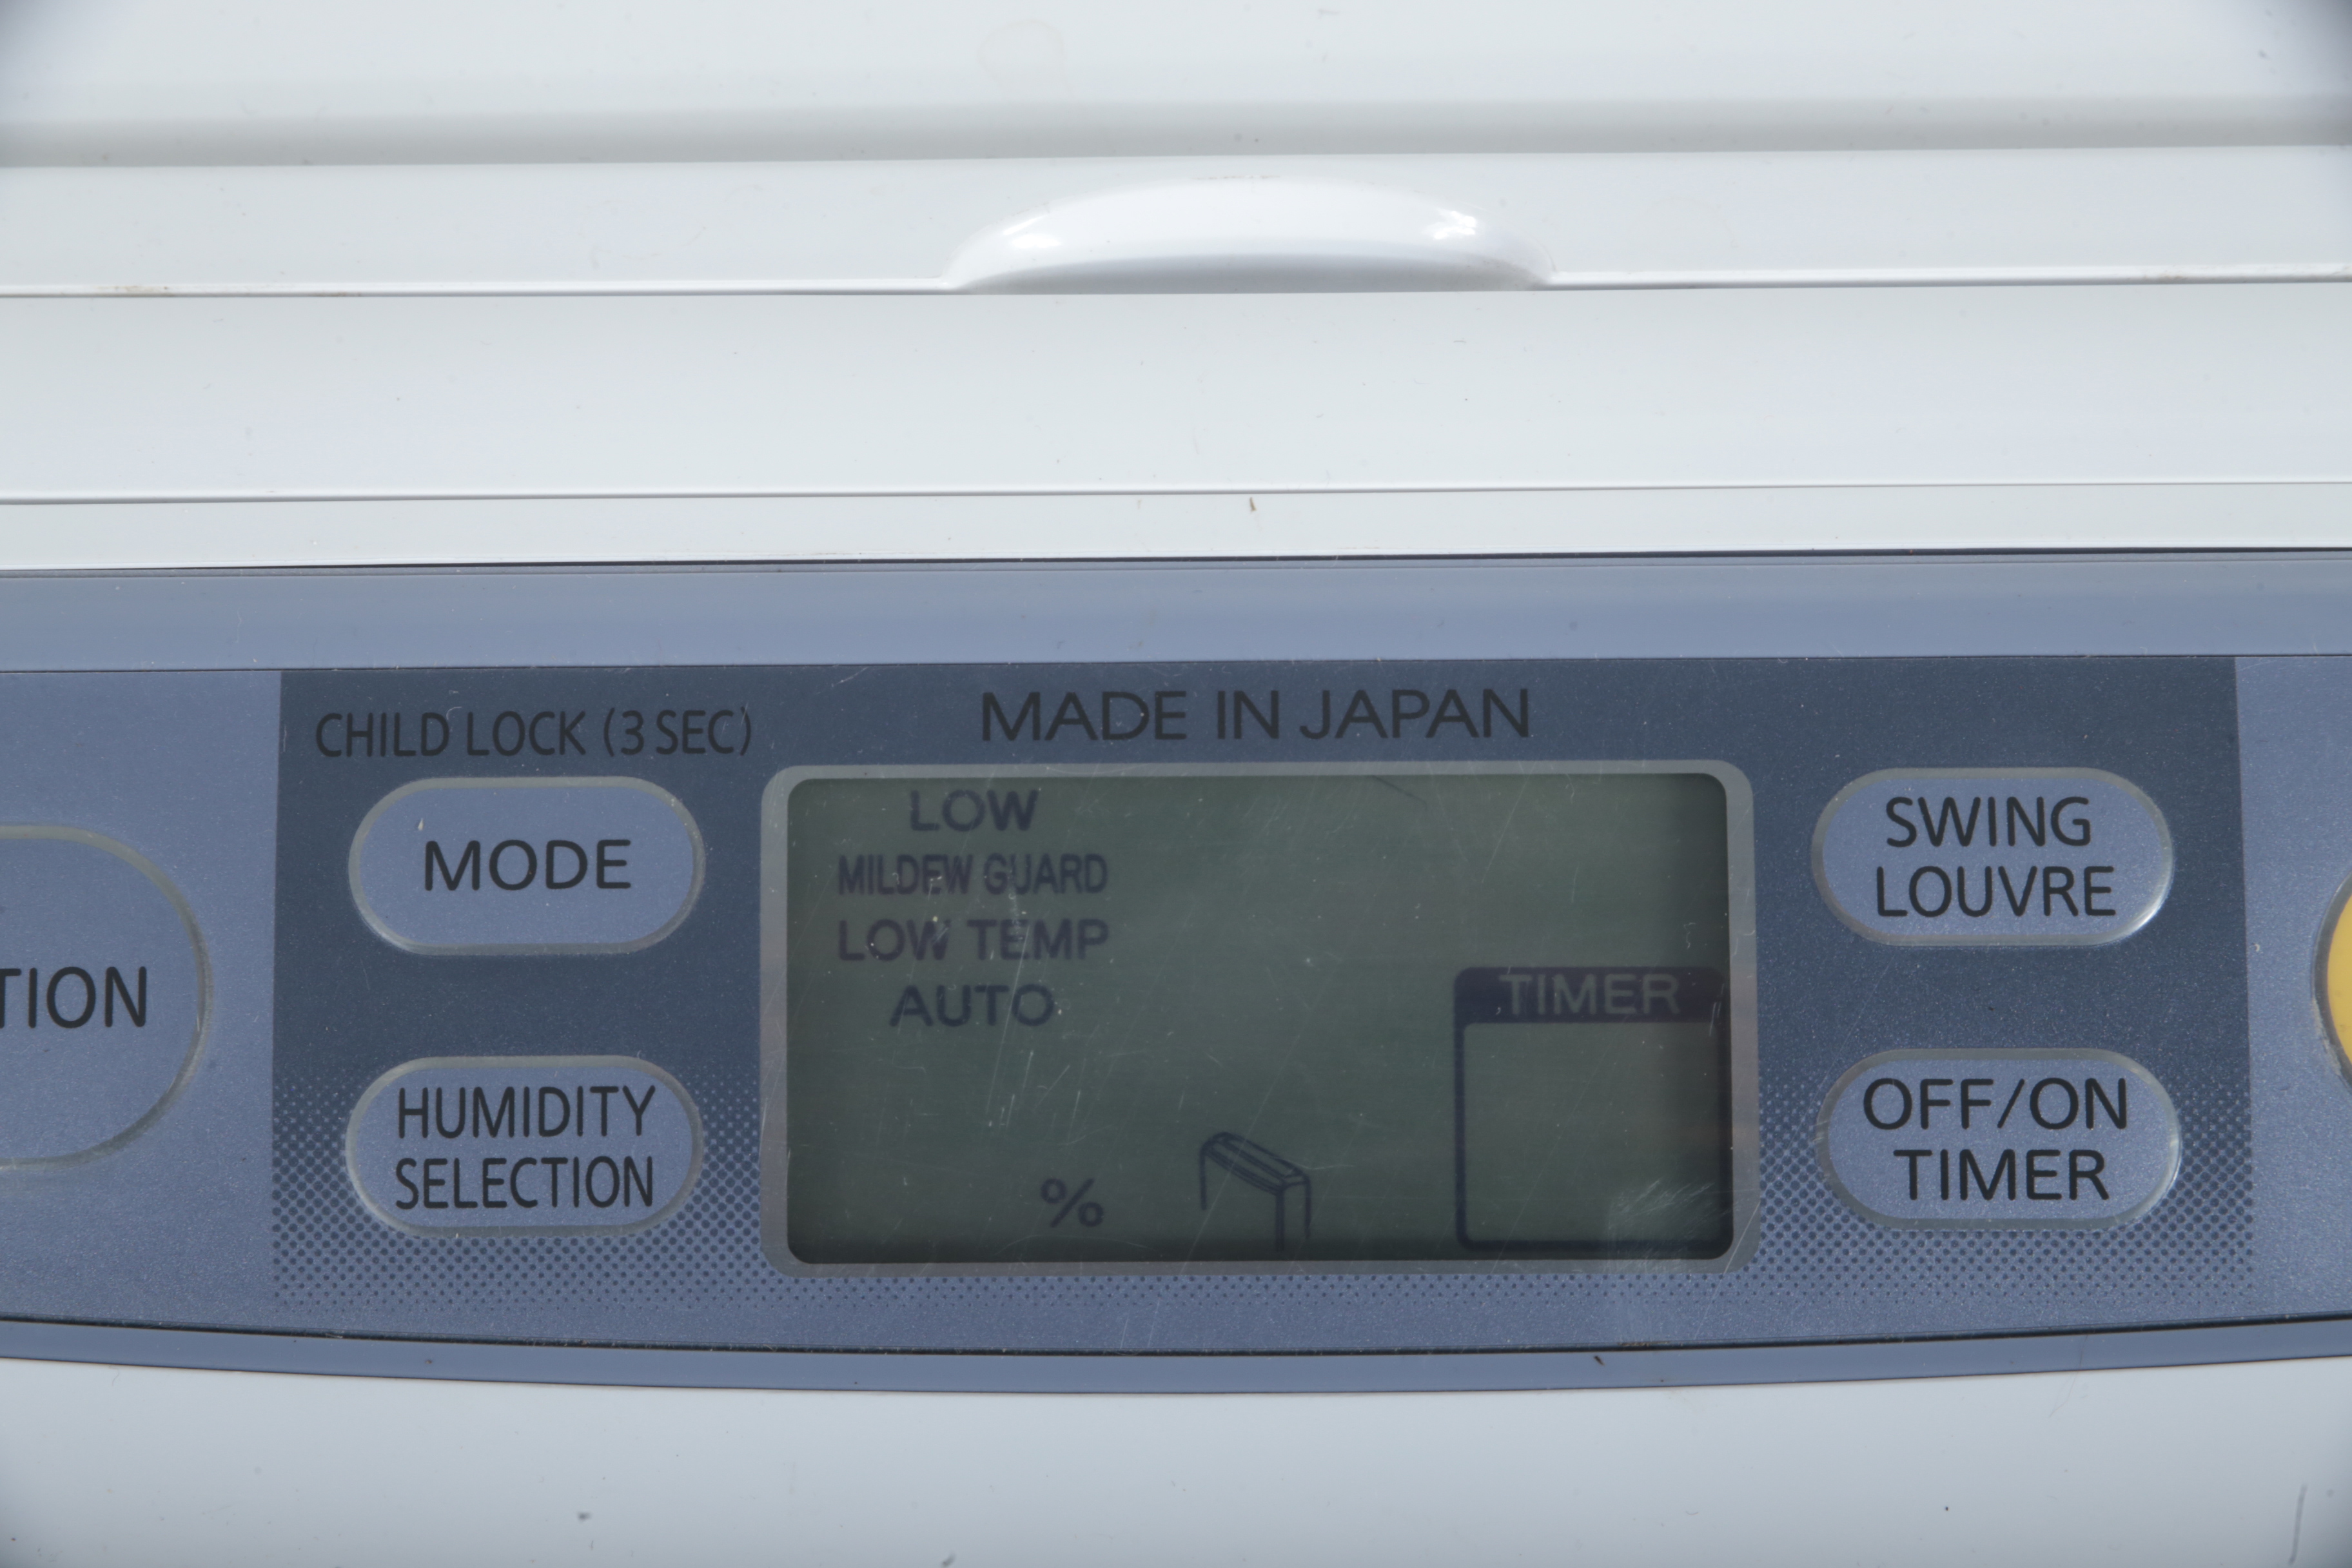 CHILD LOCK (3 SEC)
MADE IN JAPAN
MODE
LOW
MILDEW GUARD
LOW TEMP
AUTO
%
TIMER
SWING
LOUVRE
TION
HUMIDITY
SELECTION
OFF/ON
TIMER